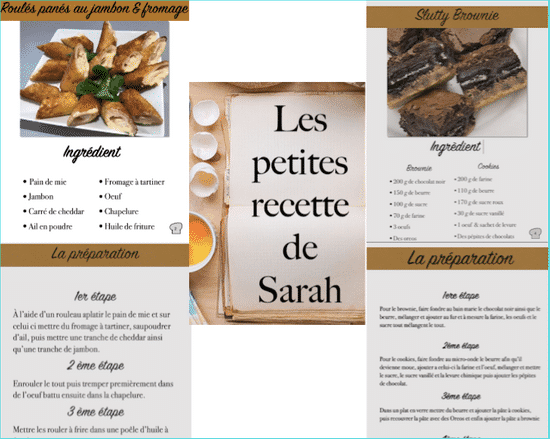 Roulés panés au jambon & fromage
Ingrédient
• Pain de mie
• Jambon
• Carré de cheddar
• Ail en poudre
• Fromage à tartiner
• Oeuf
• Chapelure
• Huile de friture
La préparation
1er étape
À l'aide d'un rouleau aplatir le pain de mie et sur
celui ci mettre du fromage à tartiner, saupoudrer
d'ail, puis mettre une tranche de cheddar ainsi
qu'une tranche de jambon.
2 ème étape
Enrouler le tout puis tremper premièrement dans
de l'oeuf battu ensuite dans la chapelure.
3 ème étape
Mettre les rouler à frire dans une poêle d'huile à
Les
petites
recette
de
Sarah
Slutty Brownie
Ingrédient
Brownie
• 200 g de chocolat noir
• 150 g de beurre
• 100 g de sucre
• 70 g de farine
• 3 oeufs
• Des oreos
Cookies
• 200 g de farine
• 110 g de beurre
• 170 g de sucre roux
• 30 g de sucre vanillé
• 1 oeuf & sachet de levure
• Des pépites de chocolat
La préparation
1ere étape
Pour le brownie, faire fondre au bain marie le chocolat noir ainsi que le
beurre, mélanger et ajouter au fur et à mesure la farine, les oeufs et le
sucre tout mélangent le tout.
2ème étape
Pour le cookies, faire fondre au micro-onde le beurre afin qu'il
devienne mou, ajouter a celui-ci la farine et l'oeuf, mélanger et mettre
le sucre, le sucre vanillé et la levure chimique puis ajouter les pépites
de chocolat.
3ème étape
Dans un plat en verre mettre du beurre et ajouter la pâte à cookies,
puis recouvrer la pâte avec des Oreos et enfin ajouter la pâte a brownie